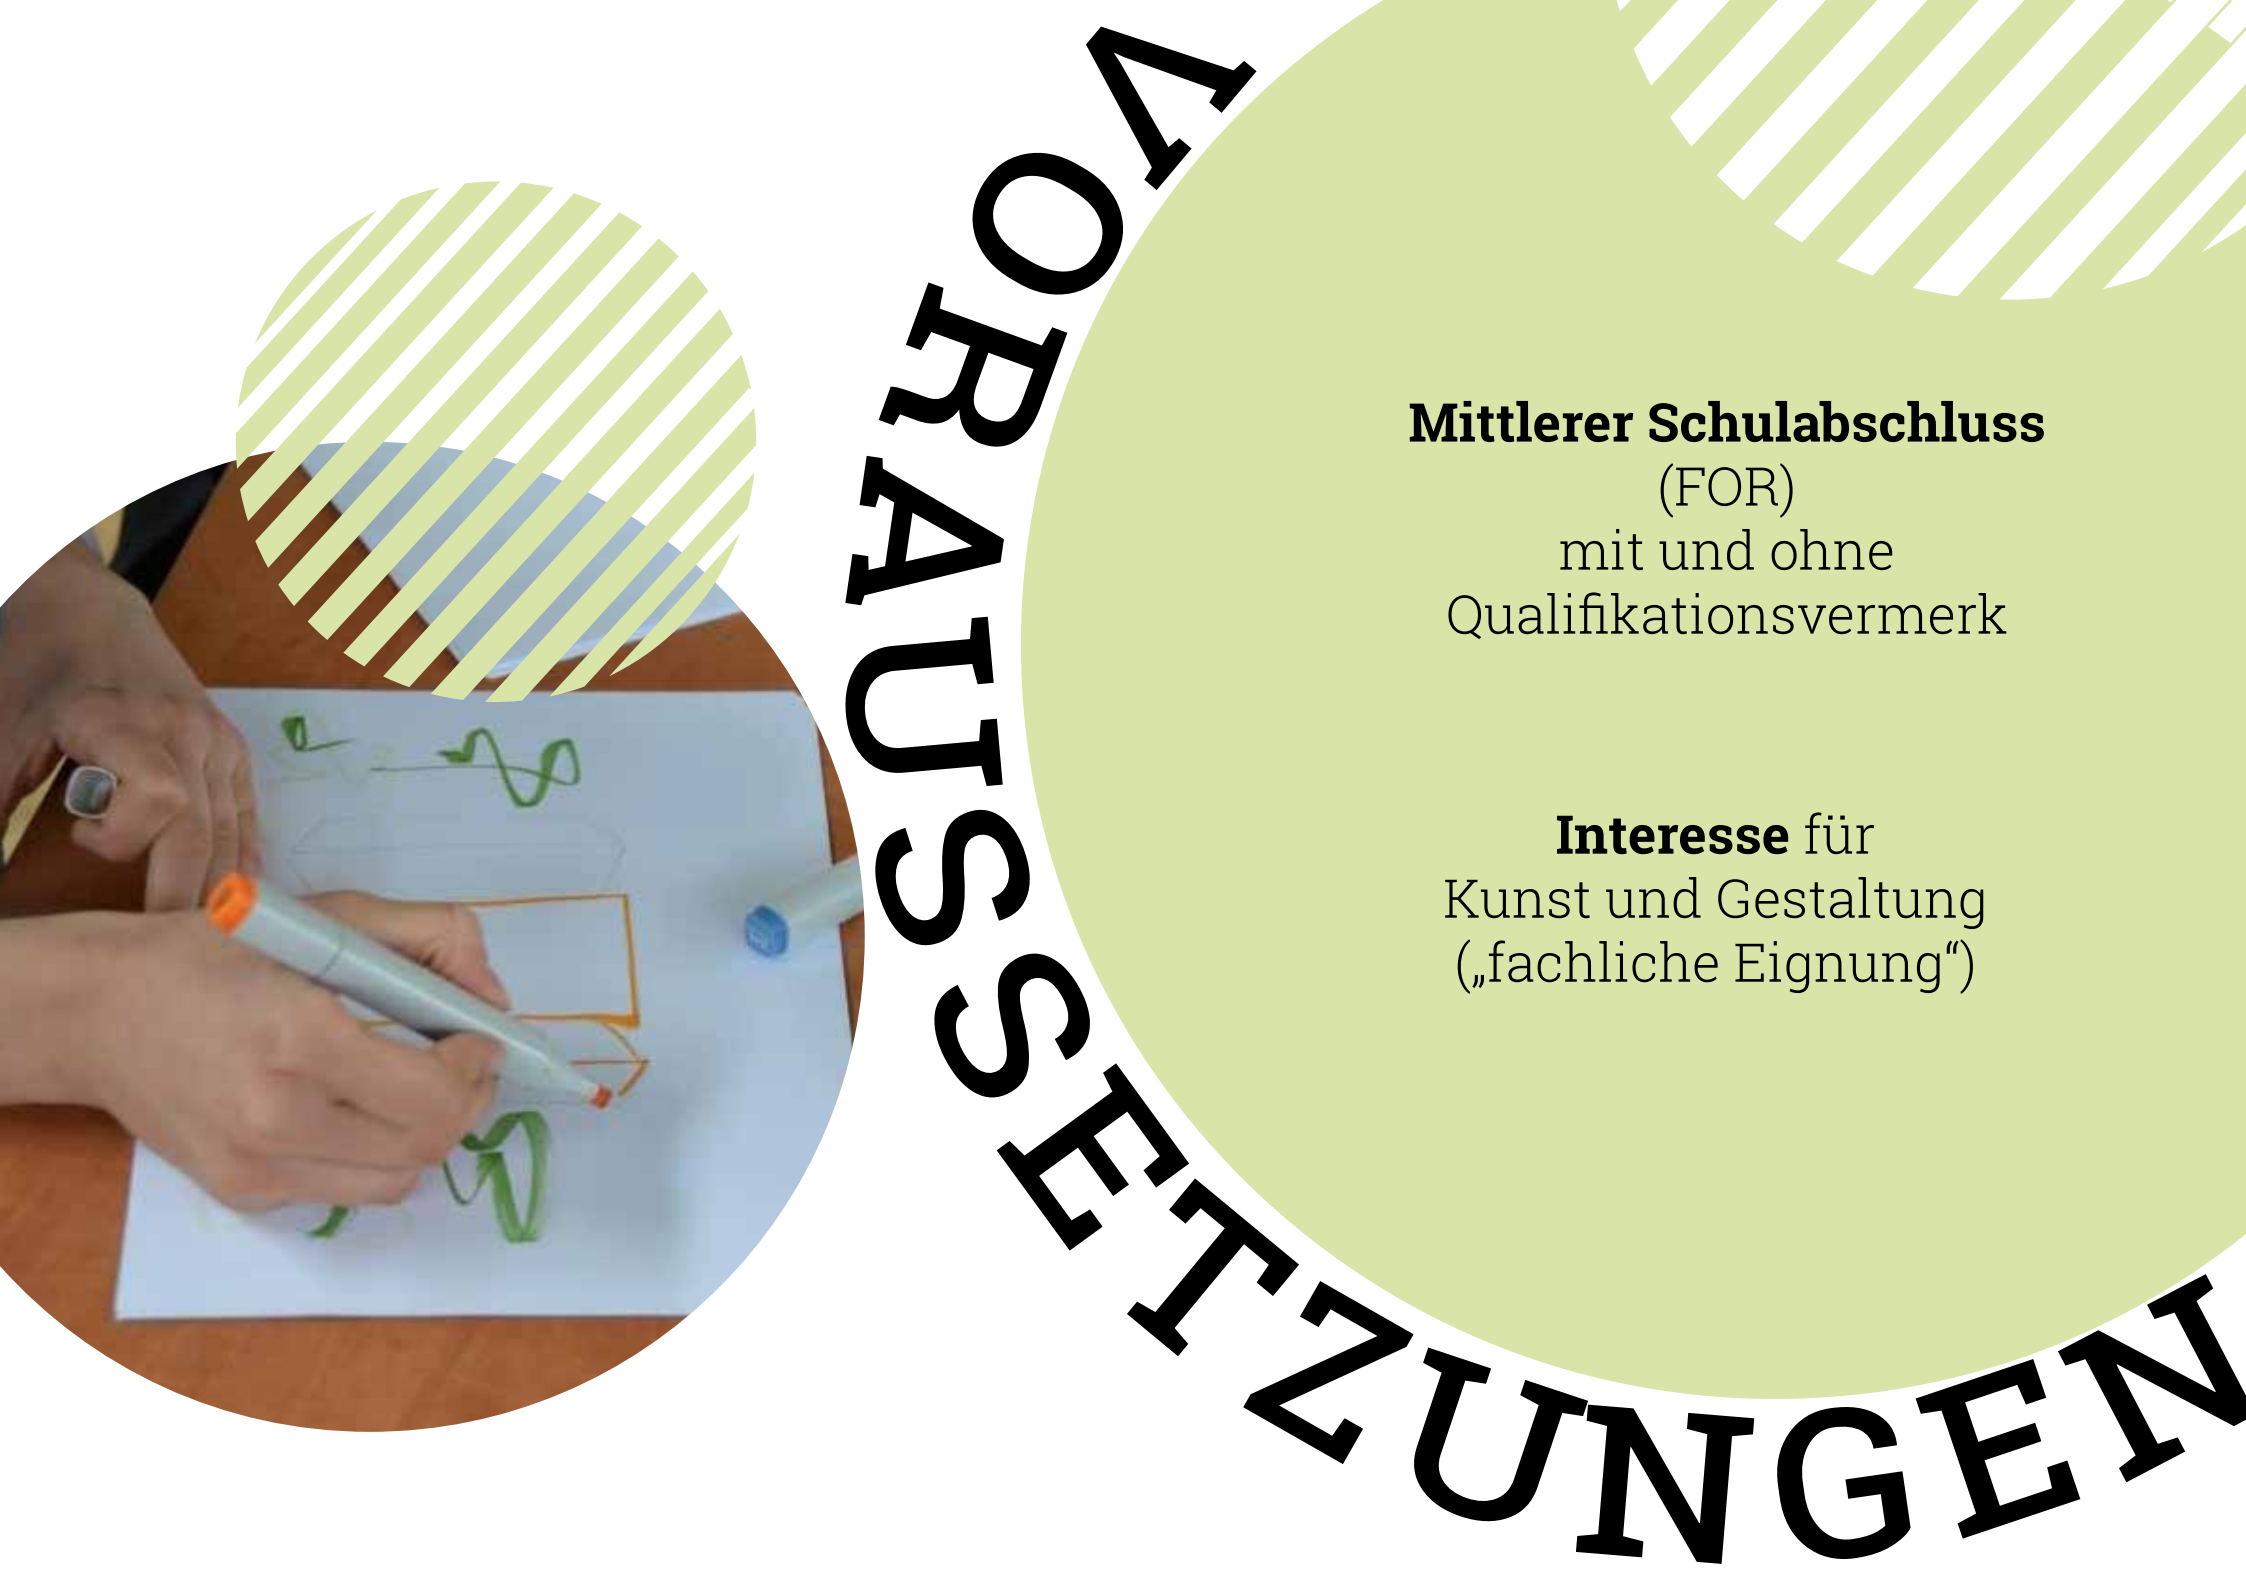 VORAUSSETZUNGEN
Mittlerer Schulabschluss
(FOR)
mit und ohne
Qualifikationsvermerk
Interesse für
Kunst und Gestaltung
(„fachliche Eignung“)